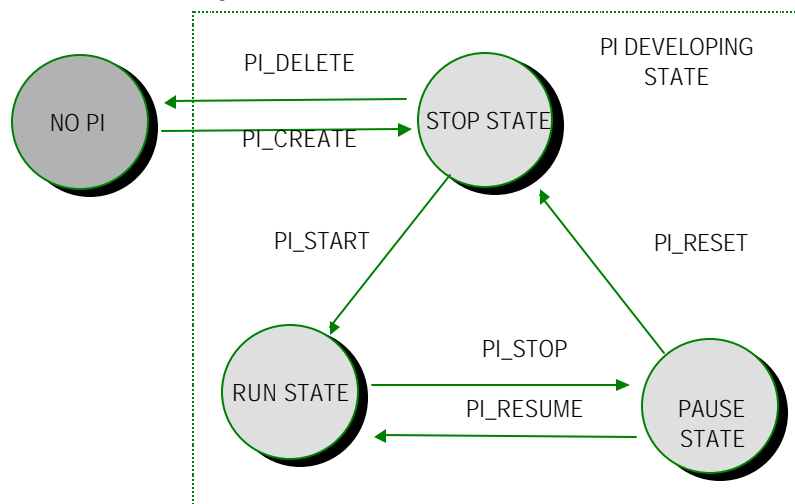 PI_DELETE
PI DEVELOPING
STATE
NO PI
STOP STATE
PI_CREATE
PI_START
PI_RESET
PI_STOP
RUN STATE
PI_RESUME
PAUSE
STATE